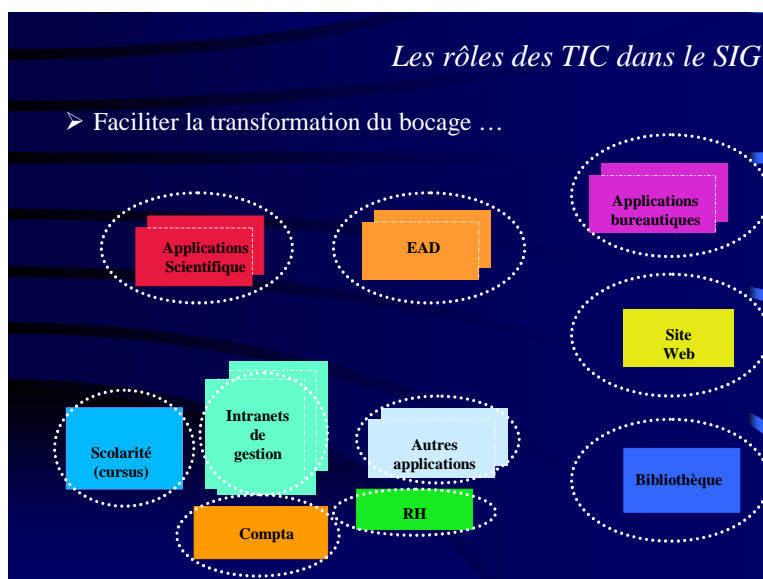 Les rôles des TIC dans le SIG
➢ Faciliter la transformation du bocage …
Applications
bureautiques
Applications
Scientifique
EAD
Site
Web
Intranets
de
gestion
Scolarité
(cursus)
Autres
applications
Bibliothèque
RH
Compta